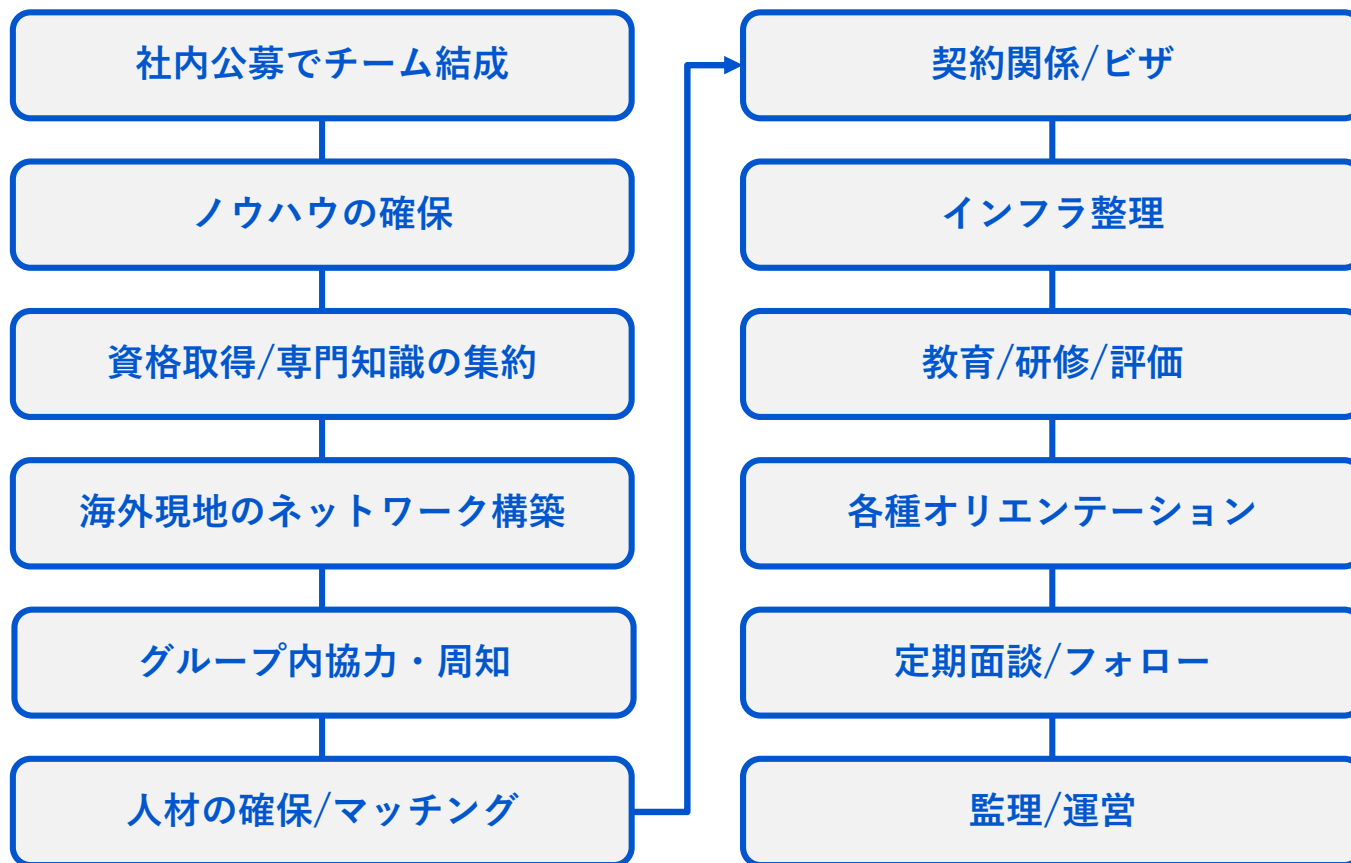 社内公募でチーム結成
ノウハウの確保
資格取得/専門知識の集約
海外現地のネットワーク構築
グループ内協力・周知
人材の確保/マッチング
契約関係/ビザ
インフラ整理
教育/研修/評価
各種オリエンテーション
定期面談/フォロー
監理/運営